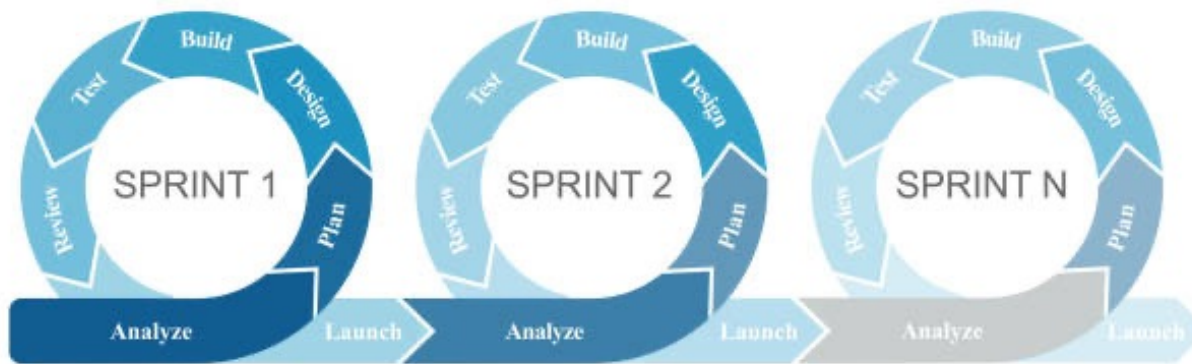 Build
Test
Design
SPRINT 1
Review
Plan
Analyze
Launch
Build
Test
Design
SPRINT 2
Review
Plan
Analyze
Launch
Build
Test
Design
SPRINT N
Review
Plan
Analyze
Launch